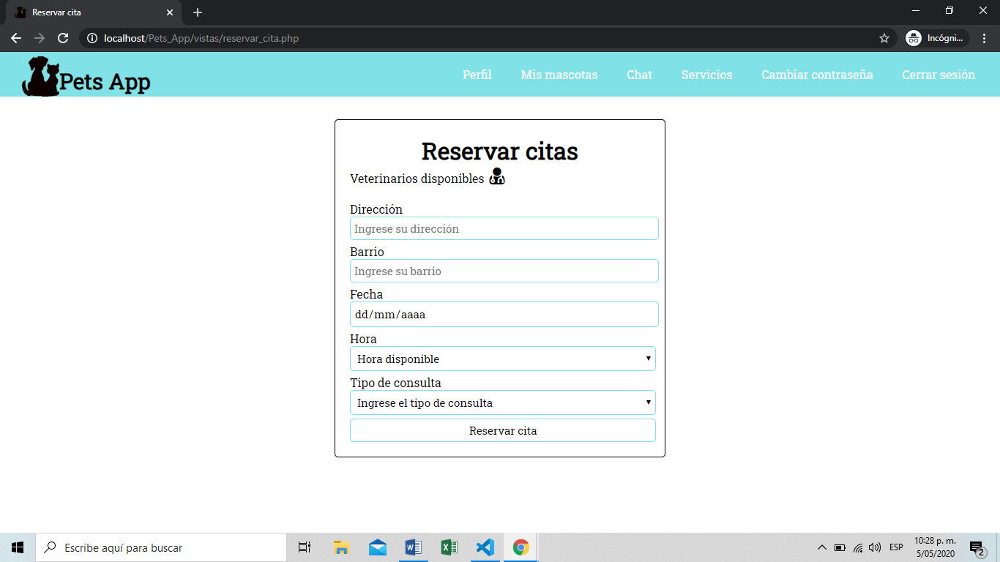 Reservar cita
localhost/Pets_App/vistas/reservar_cita.php
Incógni...
Pets App
Perfil Mis mascotas Chat Servicios Cambiar contraseña Cerrar sesión
Reservar citas
Veterinarios disponibles
Dirección
Ingrese su dirección
Barrio
Ingrese su barrio
Fecha
dd/mm/aaaa
Hora
Hora disponible
Tipo de consulta
Ingrese el tipo de consulta
Reservar cita
Escribe aquí para buscar
ESP
10:28 p. m.
5/05/2020
2